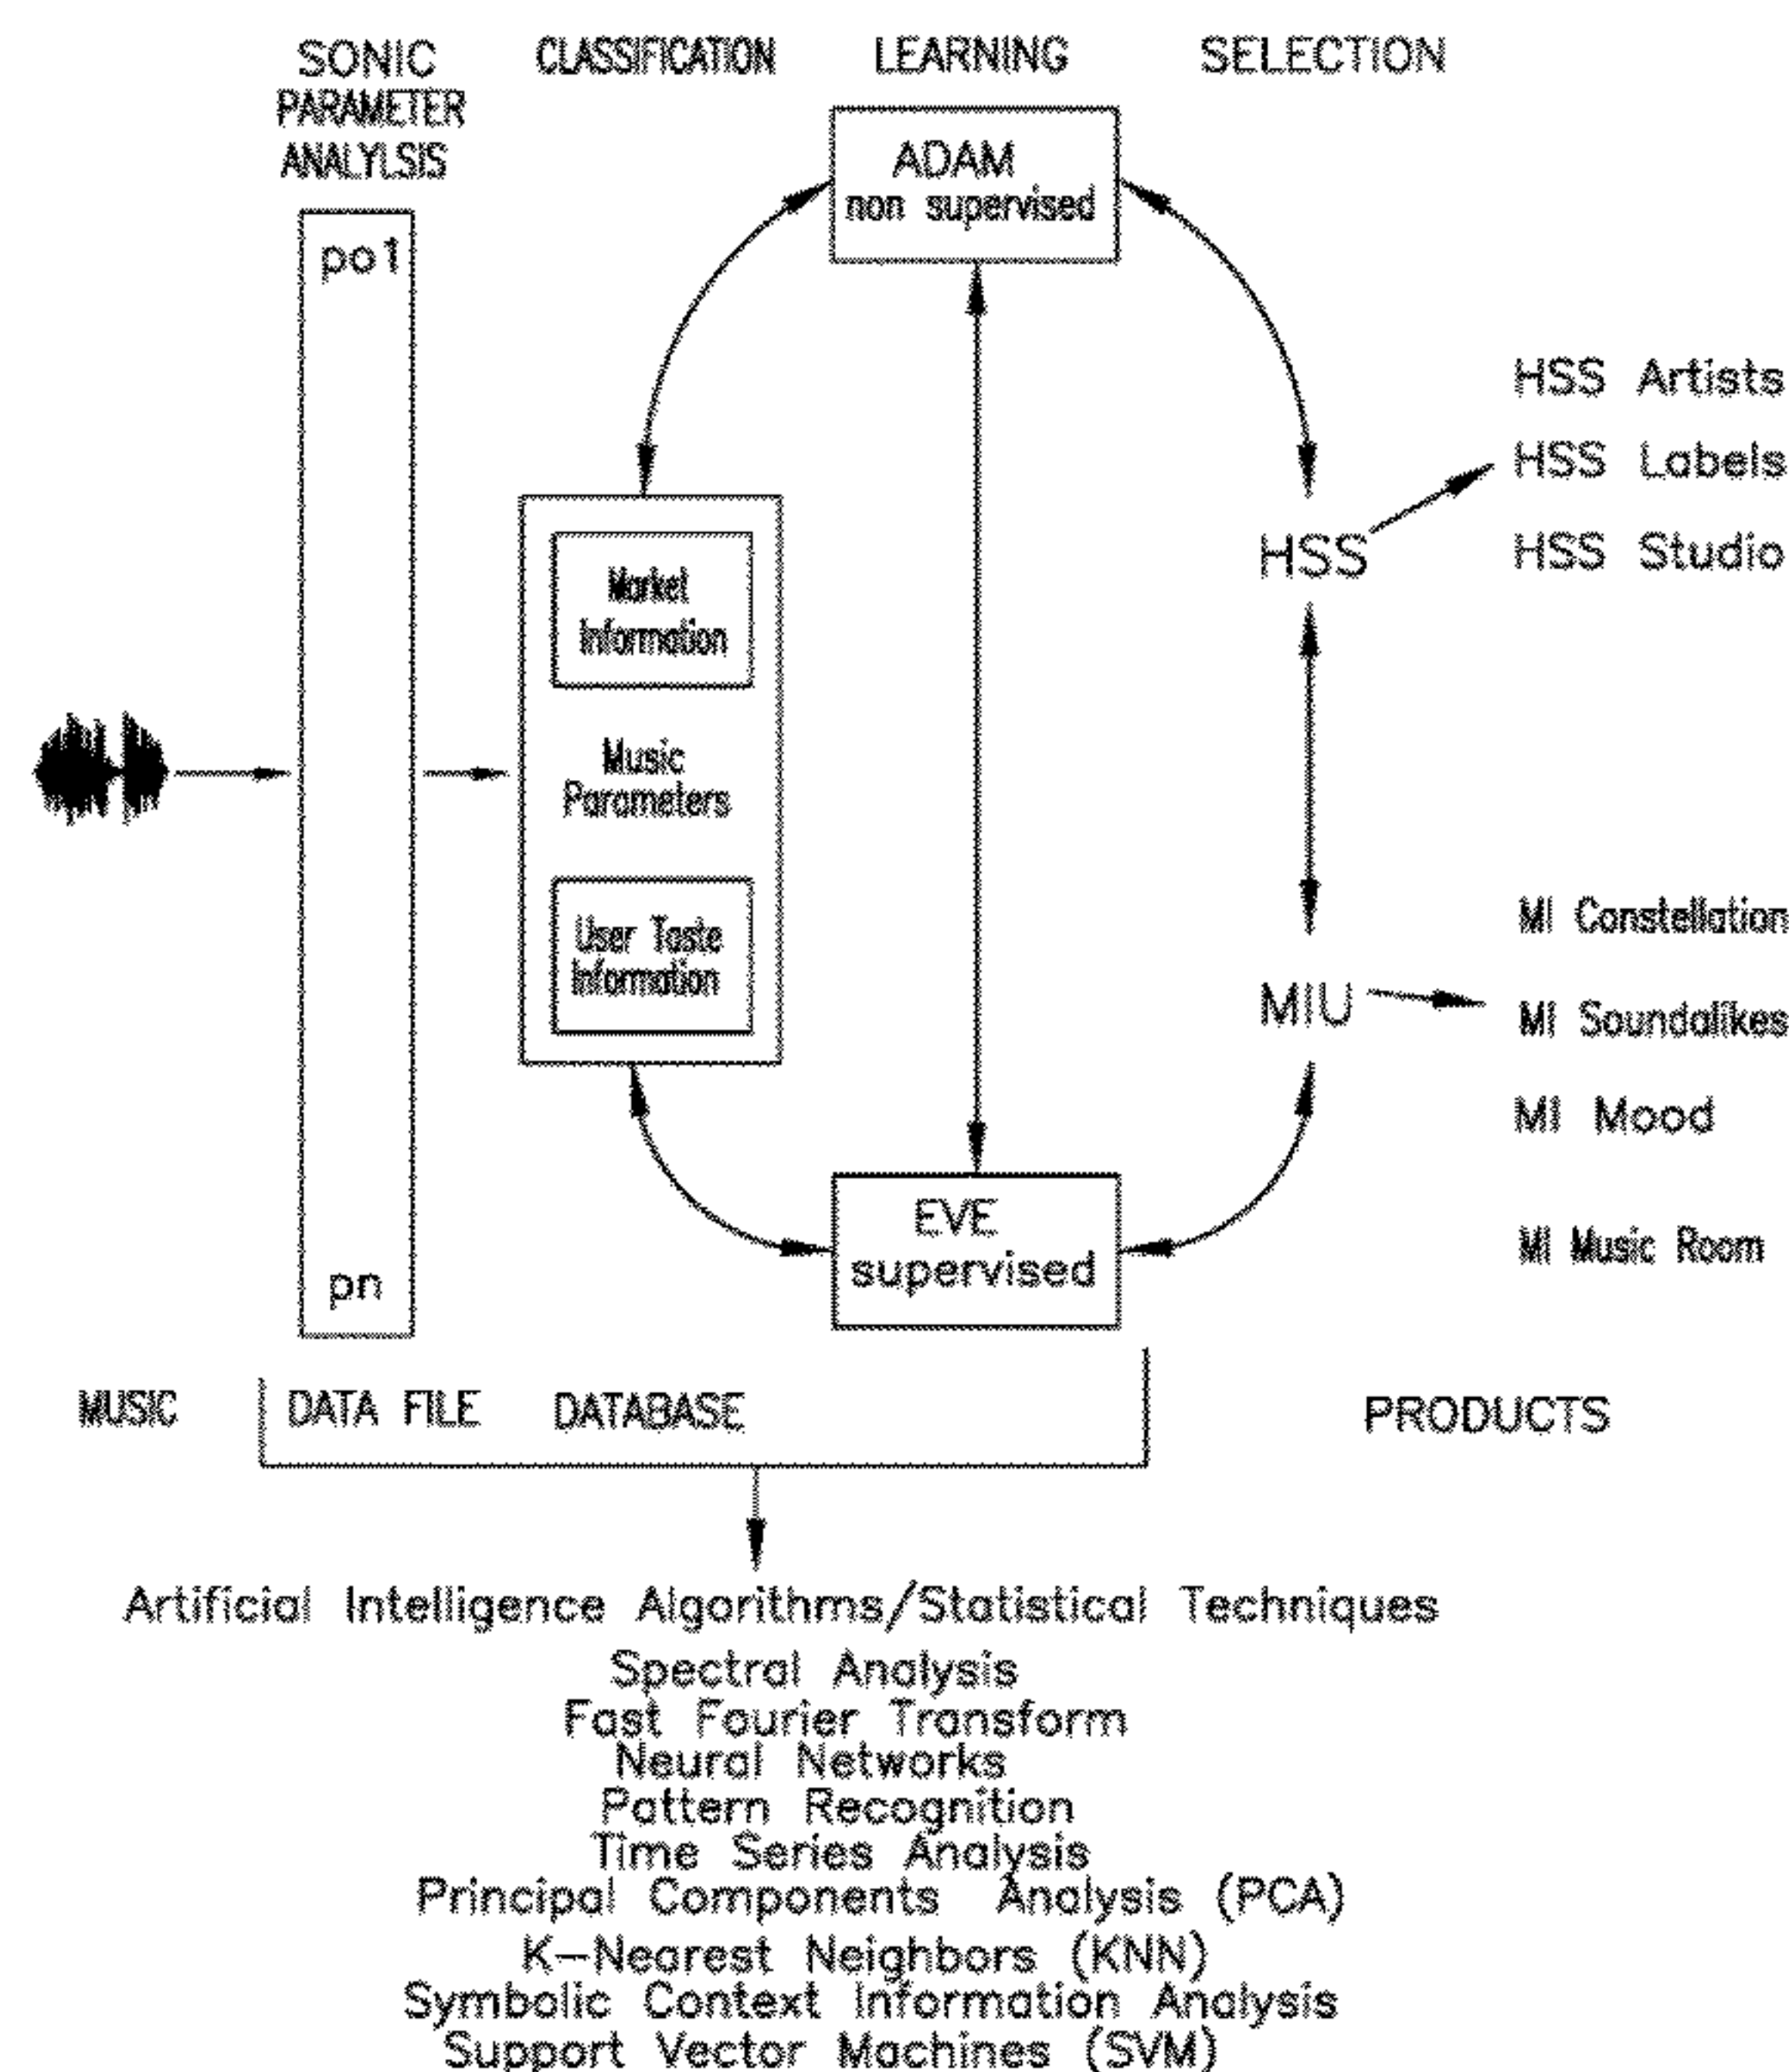 SONIC
PARAMETER
ANALYLSIS
CLASSIFICATION
LEARNING
SELECTION
po1
pn
ADAM
non supervised
Market
Information
Music
Parameters
User Taste
Information
EVE
supervised
HSS
HSS Artists
HSS Labels
HSS Studio
MIU
MI Constellation
MI Soundalikes
MI Mood
MI Music Room
MUSIC
DATA FILE
DATABASE
PRODUCTS
Artificial Intelligence Algorithms/Statistical Techniques
Spectral Analysis
Fast Fourier Transform
Neural Networks
Pattern Recognition
Time Series Analysis
Principal Components Analysis (PCA)
K-Nearest Neighbors (KNN)
Symbolic Context Information Analysis
Support Vector Machines (SVM)